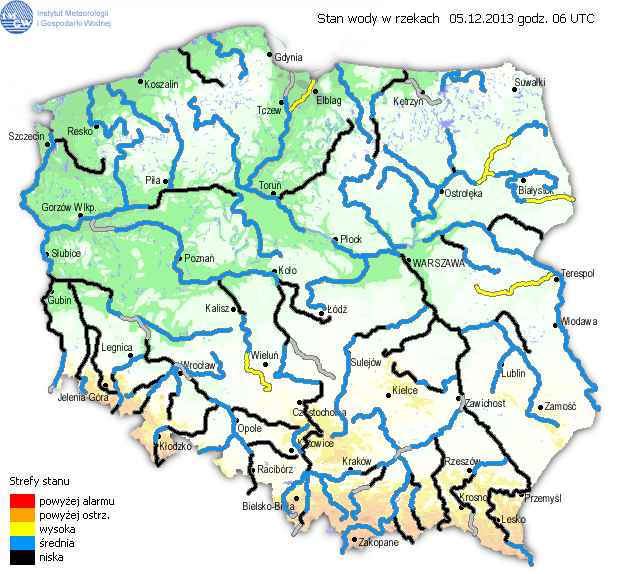 Instytut Meteorologii
i Gospodarki Wodnej
Stan wody w rzekach 05.12.2013 godz. 06 UTC
Gdynia
Koszalin
Suwałki
Elbląg
Kętrzyn
Tczew
Resko
Szczecin
Piła
Toruń
Ostrołęka
Białystok
Gorzów Wlkp.
Płock
Słubice
Poznań
Koło
WARSZAWA
Terespol
Gubin
Kalisz
Łódź
Włodawa
Legnica
Wrocław
Wieluń
Sulejów
Lublin
Jelenia Góra
Kielce
Zawichost
Zamość
Częstochowa
Opole
Kłodzko
Katowice
Racibórz
Kraków
Rzeszów
Bielsko-Biała
Krosno
Przemyśl
Lesko
Zakopane
Strefy stanu
powyżej alarmu
powyżej ostrz.
wysoka
średnia
niska